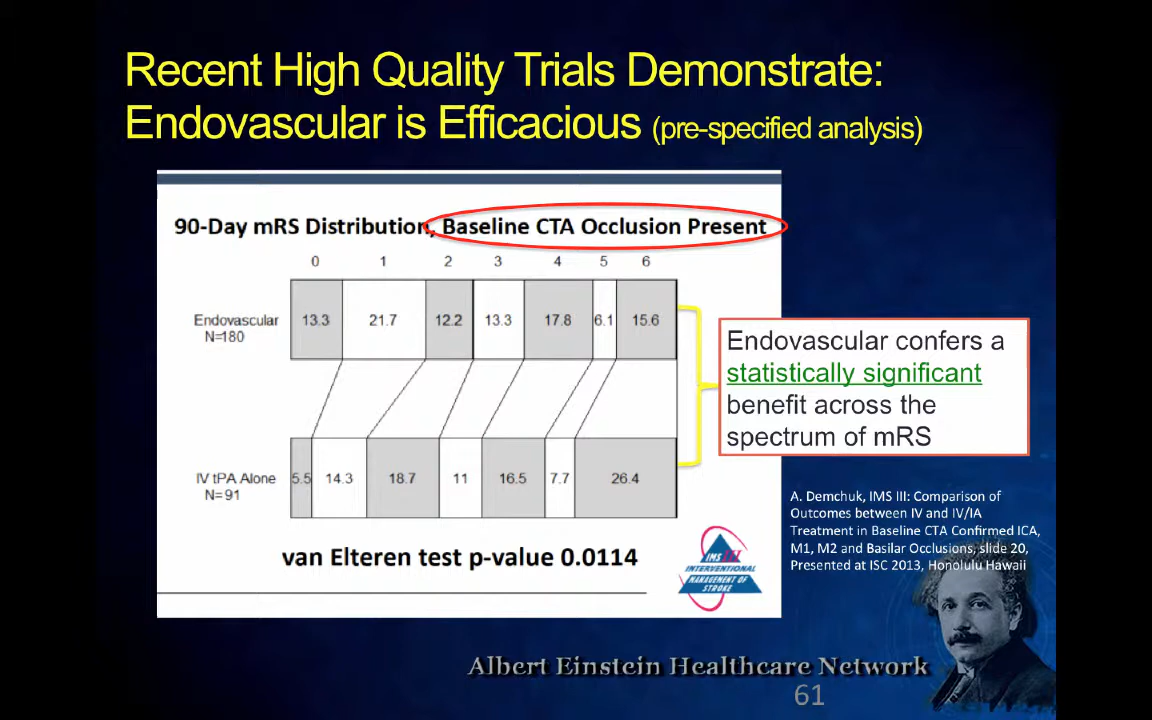 Recent High Quality Trials Demonstrate:
Endovascular is Efficacious (pre-specified analysis)
90-Day mRS Distribution, Baseline CTA Occlusion Present
0 1 2 3 4 5 6
Endovascular
N=180
13.3 21.7 12.2 13.3 17.8 6.1 15.6
IV tPA Alone
N=91
5.5 14.3 18.7 11 16.5 7.7 26.4
van Elteren test p-value 0.0114
IMS III
INTERVENTIONAL
MANAGEMENT OF
STROKE
Endovascular confers a
statistically significant
benefit across the
spectrum of mRS
A. Demchuk, IMS III: Comparison of
Outcomes between IV and IV/IA
Treatment in Baseline CTA Confirmed ICA,
M1, M2 and Basilar Occlusions, slide 20,
Presented at ISC 2013, Honolulu Hawaii
Albert Einstein Healthcare Network
61